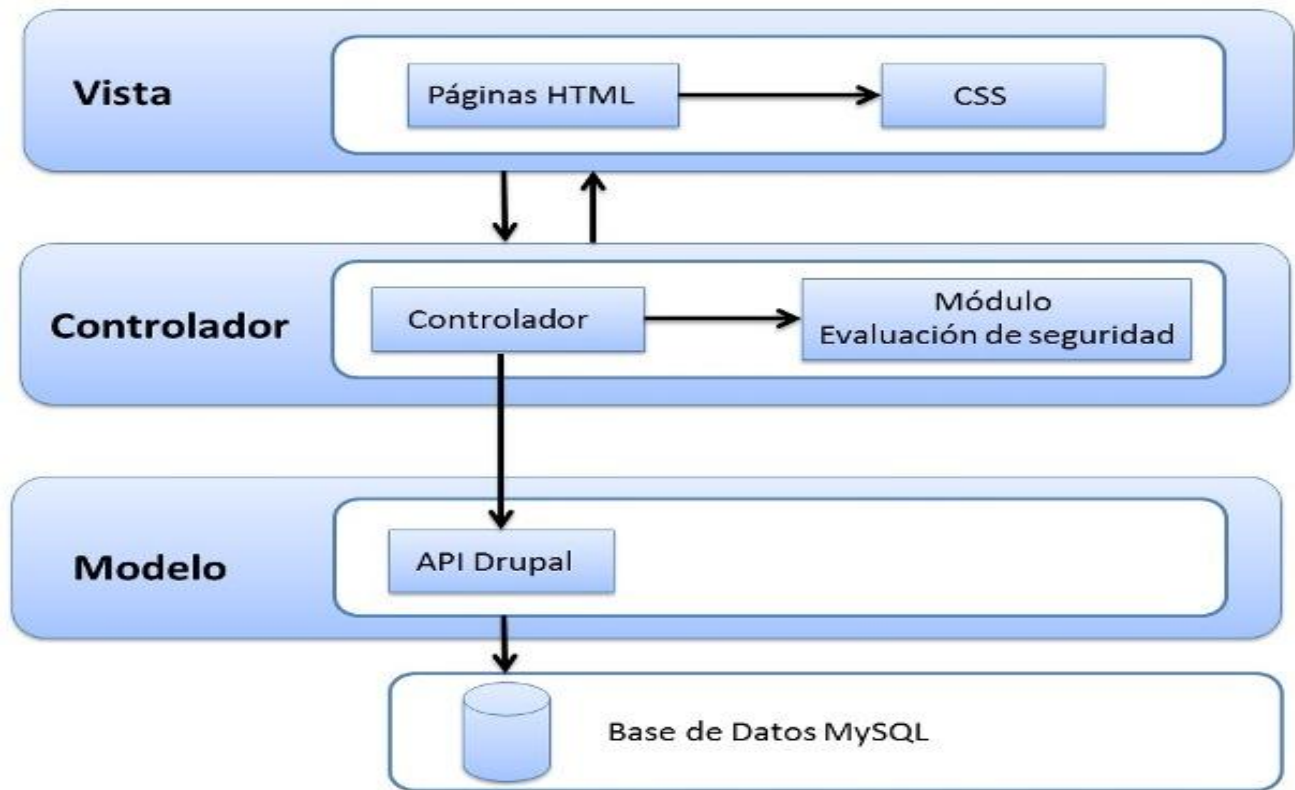 Vista
Páginas HTML
CSS
Controlador
Controlador
Módulo
Evaluación de seguridad
Modelo
API Drupal
Base de Datos MySQL